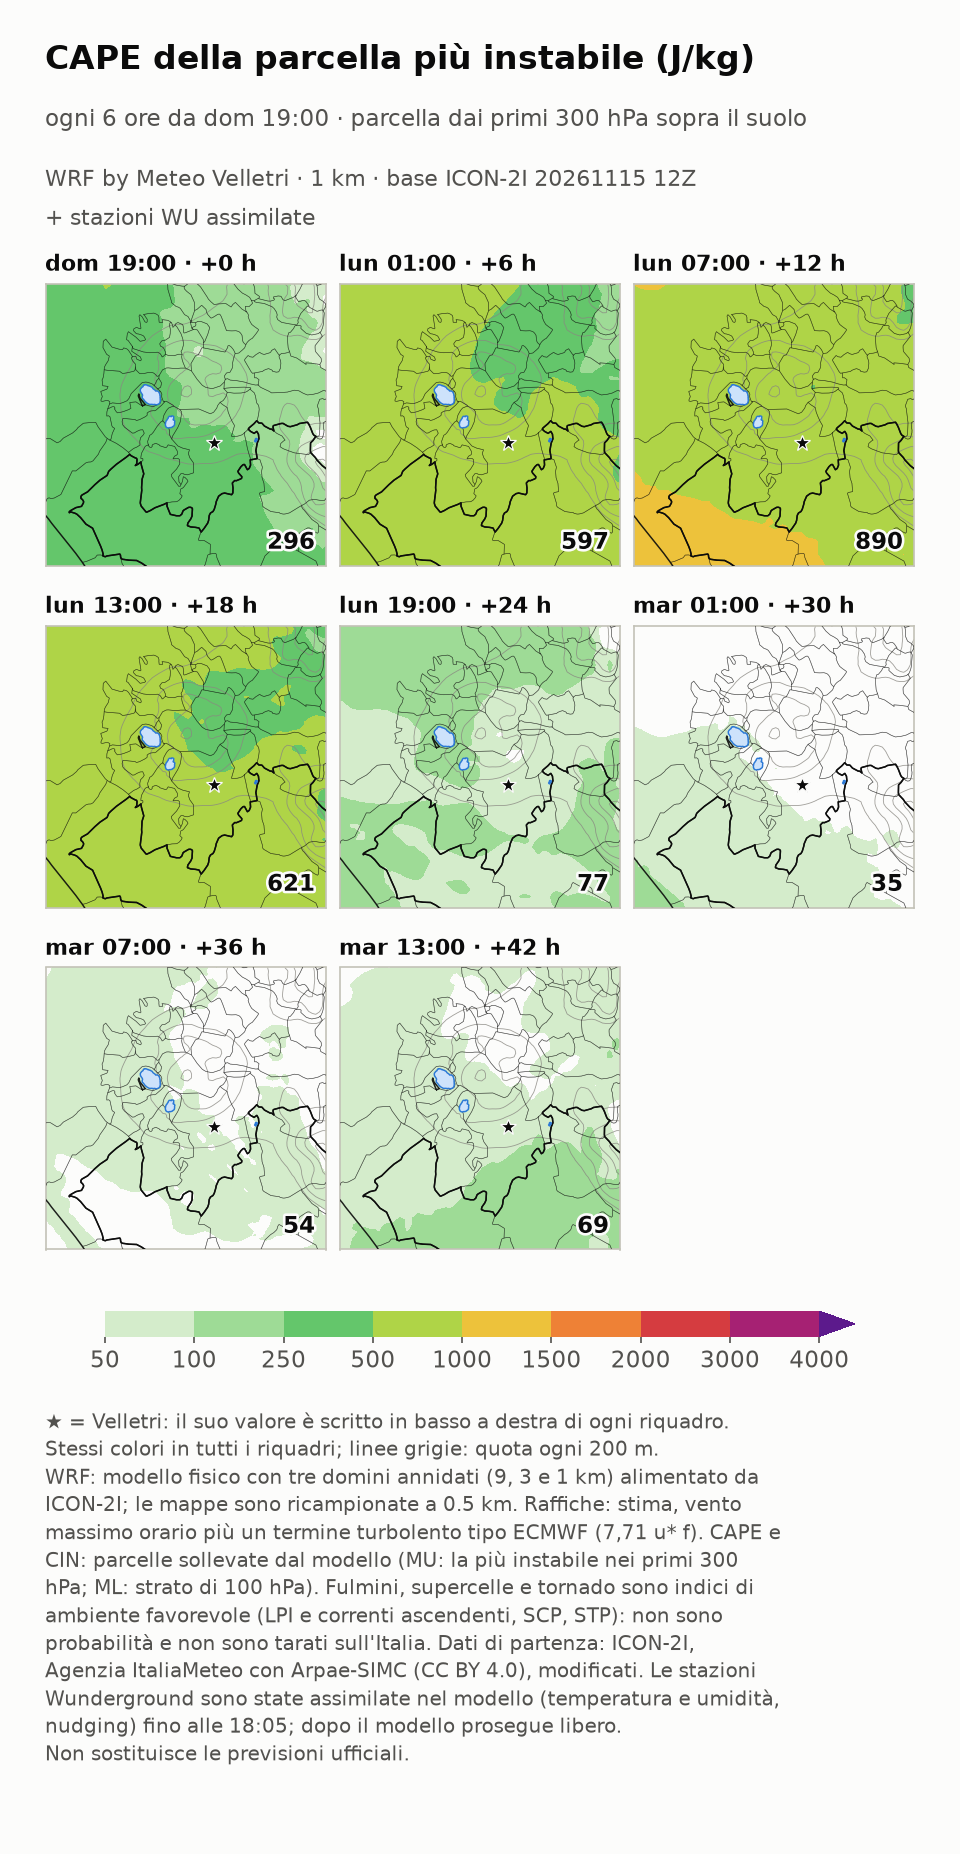 CAPE della parcella più instabile (J/kg)
ogni 6 ore da dom 19:00 · parcella dai primi 300 hPa sopra il suolo
WRF by Meteo Velletri · 1 km · base ICON-2I 20261115 12Z
+ stazioni WU assimilate
dom 19:00 · +0 h
lun 01:00 · +6 h
lun 07:00 · +12 h
296
597
890
lun 13:00 · +18 h
lun 19:00 · +24 h
mar 01:00 · +30 h
621
77
35
mar 07:00 · +36 h
mar 13:00 · +42 h
54
69
50 100 250 500 1000 1500 2000 3000 4000
★ = Velletri: il suo valore è scritto in basso a destra di ogni riquadro.
Stessi colori in tutti i riquadri; linee grigie: quota ogni 200 m.
WRF: modello fisico con tre domini annidati (9, 3 e 1 km) alimentato da
ICON-2I; le mappe sono ricampionate a 0.5 km. Raffiche: stima, vento
massimo orario più un termine turbolento tipo ECMWF (7,71 u* f). CAPE e
CIN: parcelle sollevate dal modello (MU: la più instabile nei primi 300
hPa; ML: strato di 100 hPa). Fulmini, supercelle e tornado sono indici di
ambiente favorevole (LPI e correnti ascendenti, SCP, STP): non sono
probabilità e non sono tarati sull'Italia. Dati di partenza: ICON-2I,
Agenzia ItaliaMeteo con Arpae-SIMC (CC BY 4.0), modificati. Le stazioni
Wunderground sono state assimilate nel modello (temperatura e umidità,
nudging) fino alle 18:05; dopo il modello prosegue libero.
Non sostituisce le previsioni ufficiali.